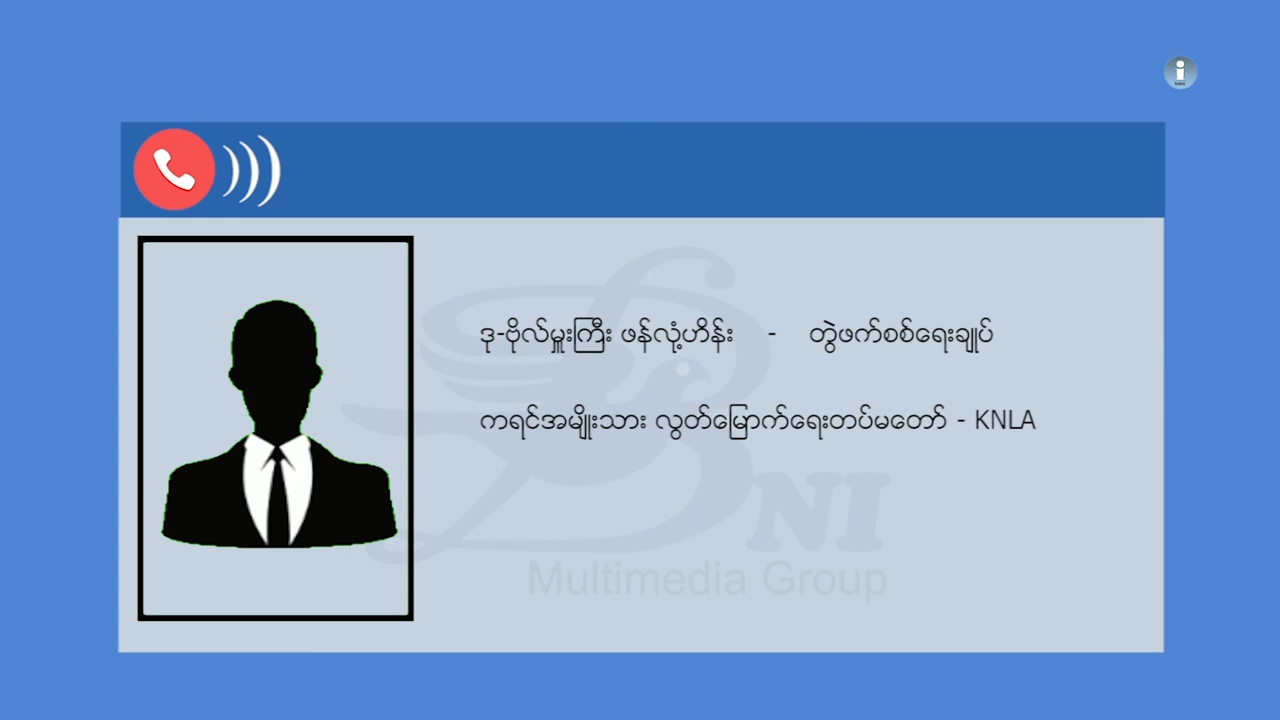 ဒု-ဗိုလ်မှူးကြီး ဖန်လုံ့ဟိန်း - တွဲဖက်စစ်ရေးချုပ်
ကရင်အမျိုးသား လွတ်မြောက်ရေးတပ်မတော် - KNLA
BNI
Multimedia Group